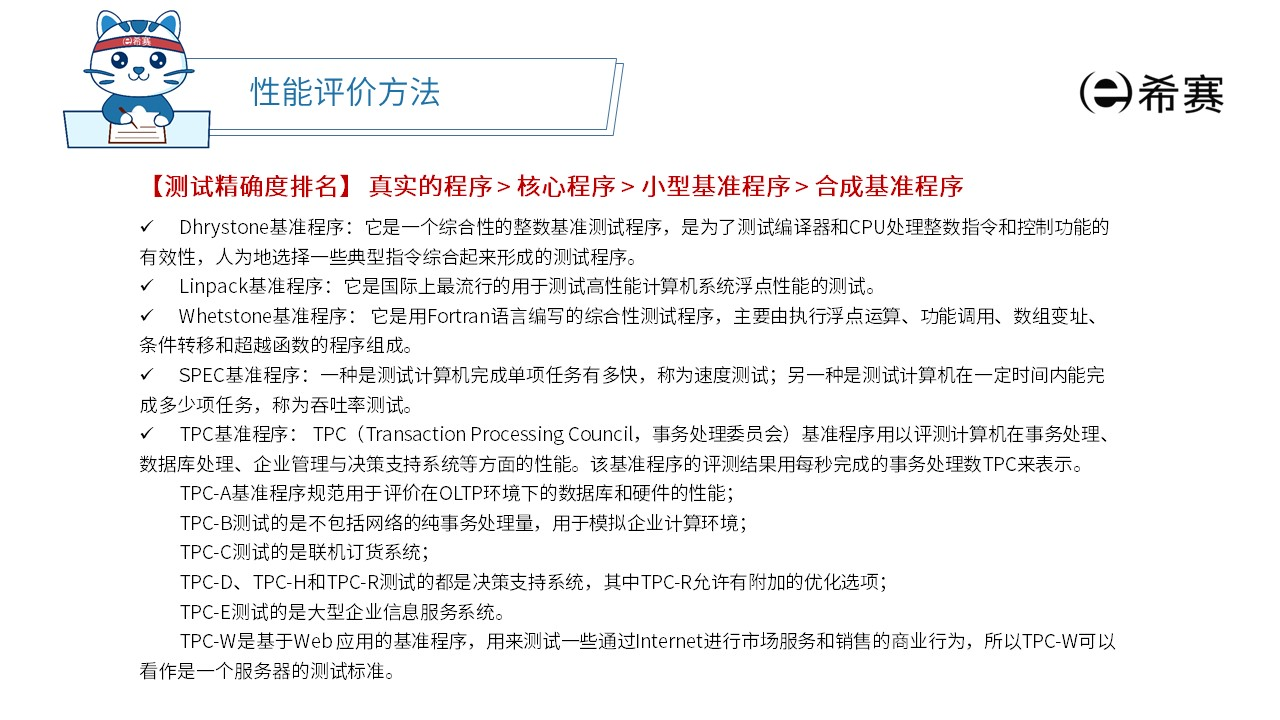 希赛
性能评价方法
希赛
【测试精确度排名】 真实的程序 > 核心程序 > 小型基准程序 > 合成基准程序
✓ Dhrystone基准程序：它是一个综合性的整数基准测试程序，是为了测试编译器和CPU处理整数指令和控制功能的
有效性，人为地选择一些典型指令综合起来形成的测试程序。
✓ Linpack基准程序：它是国际上最流行的用于测试高性能计算机系统浮点性能的测试。
✓ Whetstone基准程序： 它是用Fortran语言编写的综合性测试程序，主要由执行浮点运算、功能调用、数组变址、
条件转移和超越函数的程序组成。
✓ SPEC基准程序：一种是测试计算机完成单项任务有多快，称为速度测试；另一种是测试计算机在一定时间内能完
成多少项任务，称为吞吐率测试。
✓ TPC基准程序： TPC（Transaction Processing Council，事务处理委员会）基准程序用以评测计算机在事务处理、
数据库处理、企业管理与决策支持系统等方面的性能。该基准程序的评测结果用每秒完成的事务处理数TPC来表示。
TPC-A基准程序规范用于评价在OLTP环境下的数据库和硬件的性能；
TPC-B测试的是不包括网络的纯事务处理量，用于模拟企业计算环境；
TPC-C测试的是联机订货系统；
TPC-D、TPC-H和TPC-R测试的都是决策支持系统，其中TPC-R允许有附加的优化选项；
TPC-E测试的是大型企业信息服务系统。
TPC-W是基于Web 应用的基准程序，用来测试一些通过Internet进行市场服务和销售的商业行为，所以TPC-W可以
看作是一个服务器的测试标准。